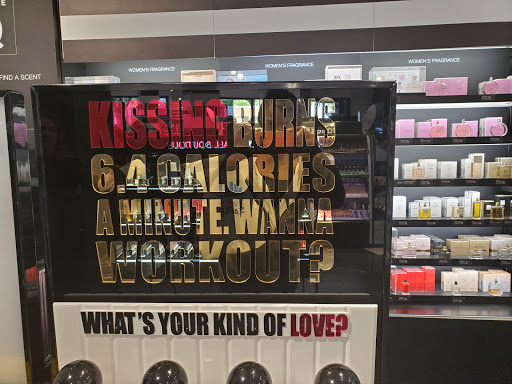 FIND A SCENT
WOMEN'S FRAGRANCE
WOMEN'S FRAGRANCE
WOMEN'S FRAGRANCE
KISSING BURNS
6.4 CALORIES
A MINUTE. WANNA
WORKOUT?
WHAT'S YOUR KIND OF LOVE?